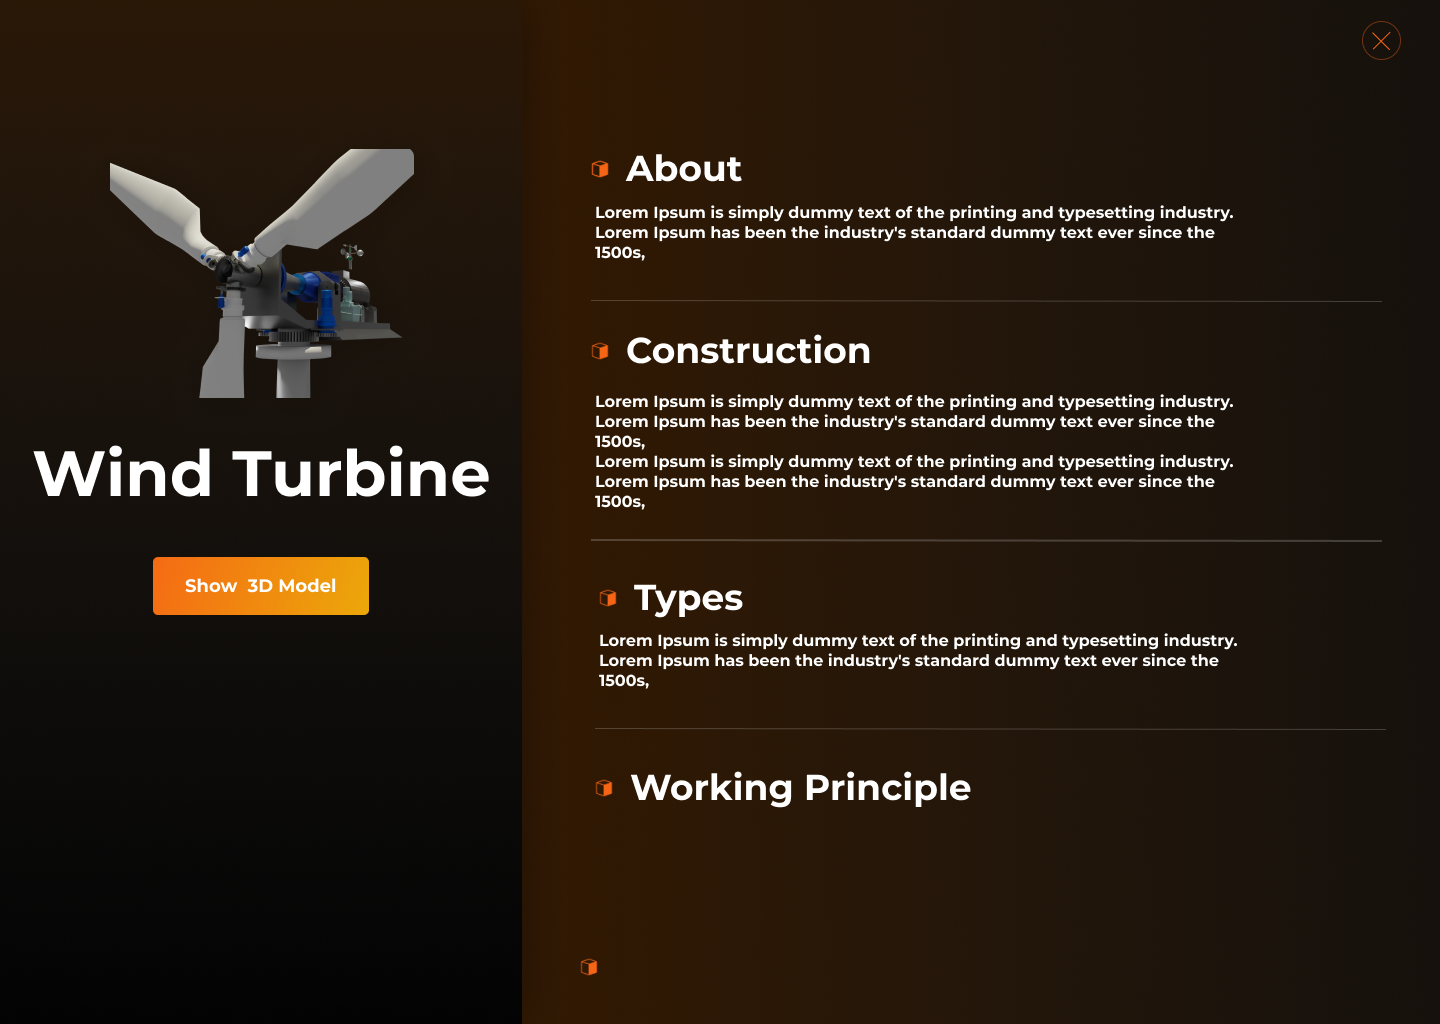 Wind Turbine
Show  3D Model
About
Lorem Ipsum is simply dummy text of the printing and typesetting industry.
Lorem Ipsum has been the industry's standard dummy text ever since the
1500s,
Construction
Lorem Ipsum is simply dummy text of the printing and typesetting industry.
Lorem Ipsum has been the industry's standard dummy text ever since the
1500s,
Lorem Ipsum is simply dummy text of the printing and typesetting industry.
Lorem Ipsum has been the industry's standard dummy text ever since the
1500s,
Types
Lorem Ipsum is simply dummy text of the printing and typesetting industry.
Lorem Ipsum has been the industry's standard dummy text ever since the
1500s,
Working Principle